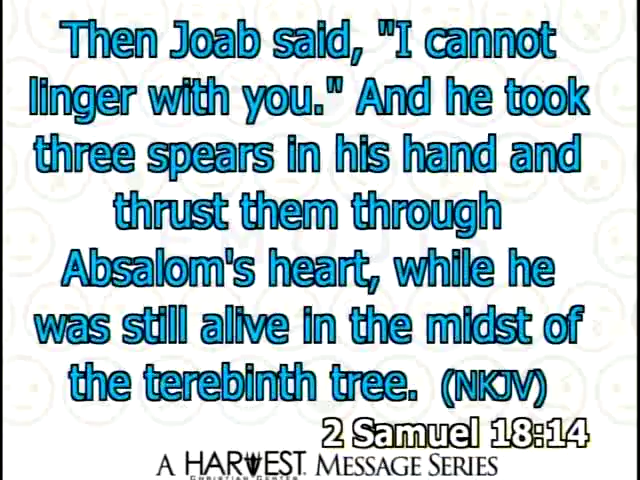 Then Joab said, "I cannot
linger with you." And he took
three spears in his hand and
thrust them through
Absalom's heart, while he
was still alive in the midst of
the terebinth tree. (NKJV)
2 Samuel 18:14
A HARVEST MESSAGE SERIES
CHRISTIAN CENTER